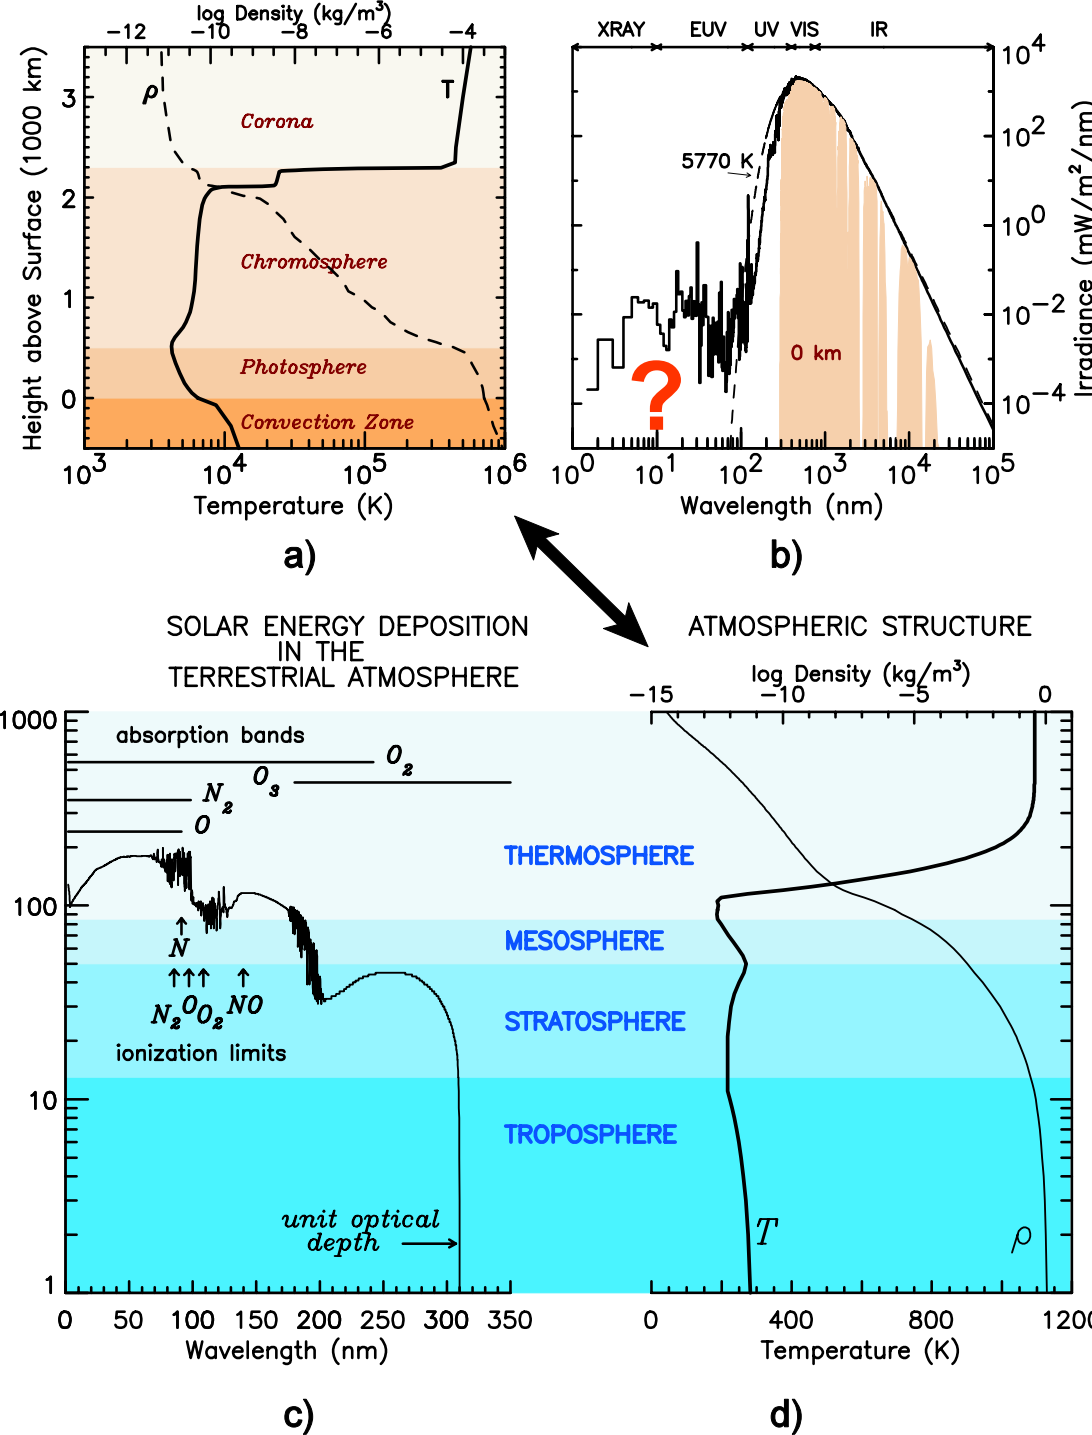 log Density (kg/m³)
−12 −10 −8 −6 −4
Height above Surface (1000 km)
3
2
1
0
ρ
T
Corona
Chromosphere
Photosphere
Convection Zone
10³ 10⁴ 10⁵ 10⁶
Temperature (K)
a)
XRAY EUV UV VIS IR
10⁴
10²
10⁰
10⁻²
10⁻⁴
Irradiance (mW/m²/nm)
5770 K
0 km
?
10⁰ 10¹ 10² 10³ 10⁴ 10⁵
Wavelength (nm)
b)
SOLAR ENERGY DEPOSITION
IN THE
TERRESTRIAL ATMOSPHERE
1000
100
10
1
absorption bands
O₂
O₃
N₂
O
N
N₂ O O₂ NO
ionization limits
unit optical
depth
0 50 100 150 200 250 300 350
Wavelength (nm)
c)
THERMOSPHERE
MESOSPHERE
STRATOSPHERE
TROPOSPHERE
ATMOSPHERIC STRUCTURE
log Density (kg/m³)
−15 −10 −5 0
T
ρ
0 400 800 1200
Temperature (K)
d)